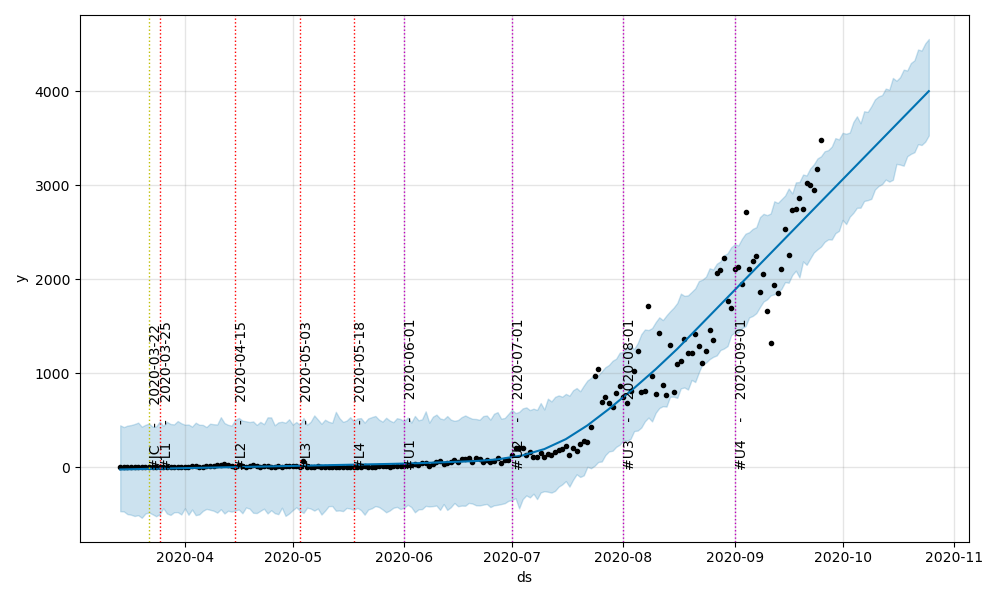 y
4000
3000
2000
1000
0
#JC - 2020-03-22
#L1 - 2020-03-25
#L2 - 2020-04-15
#L3 - 2020-05-03
#L4 - 2020-05-18
#U1 - 2020-06-01
#U2 - 2020-07-01
#U3 - 2020-08-01
#U4 - 2020-09-01
2020-04
2020-05
2020-06
2020-07
2020-08
2020-09
2020-10
2020-11
ds